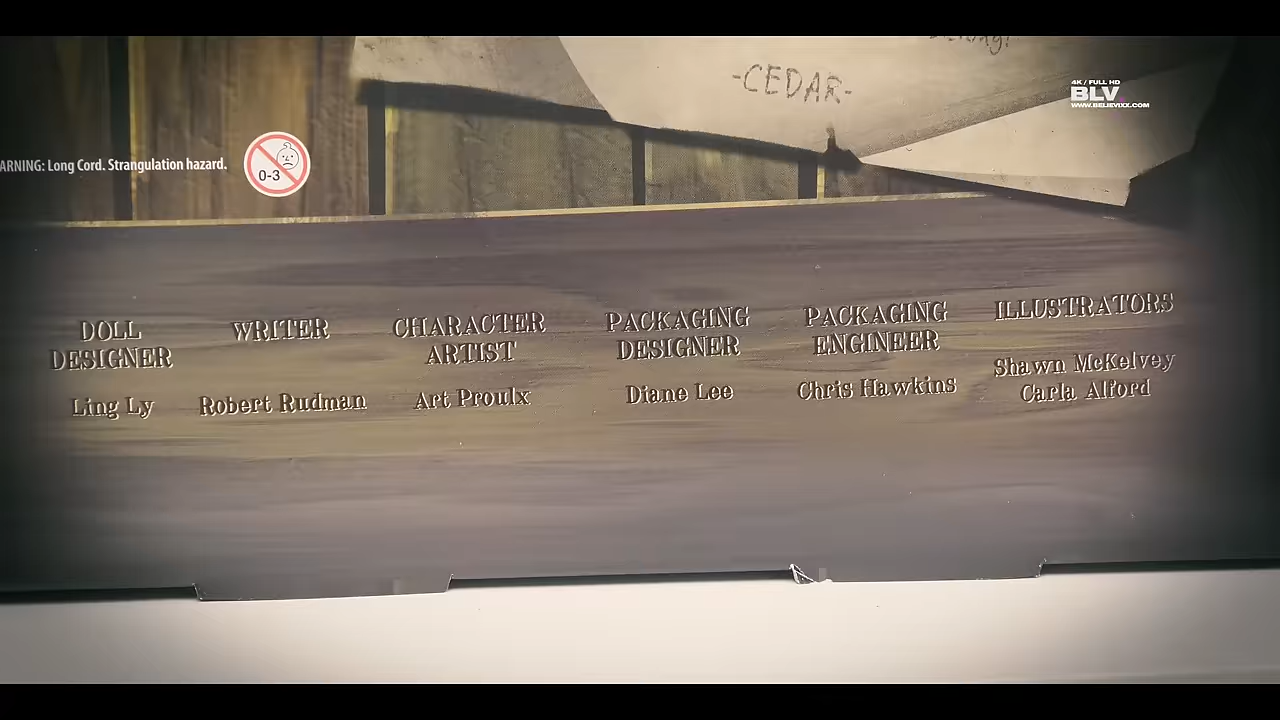 -CEDAR-
4K / FULL HD
BLV
WWW.BELIEVIXX.COM
ARNING: Long Cord. Strangulation hazard.
0-3
DOLL
DESIGNER
Ling Ly
WRITER
Robert Rudman
CHARACTER
ARTIST
Art Proulx
PACKAGING
DESIGNER
Diane Lee
PACKAGING
ENGINEER
Chris Hawkins
ILLUSTRATORS
Shawn McKelvey
Carla Alford